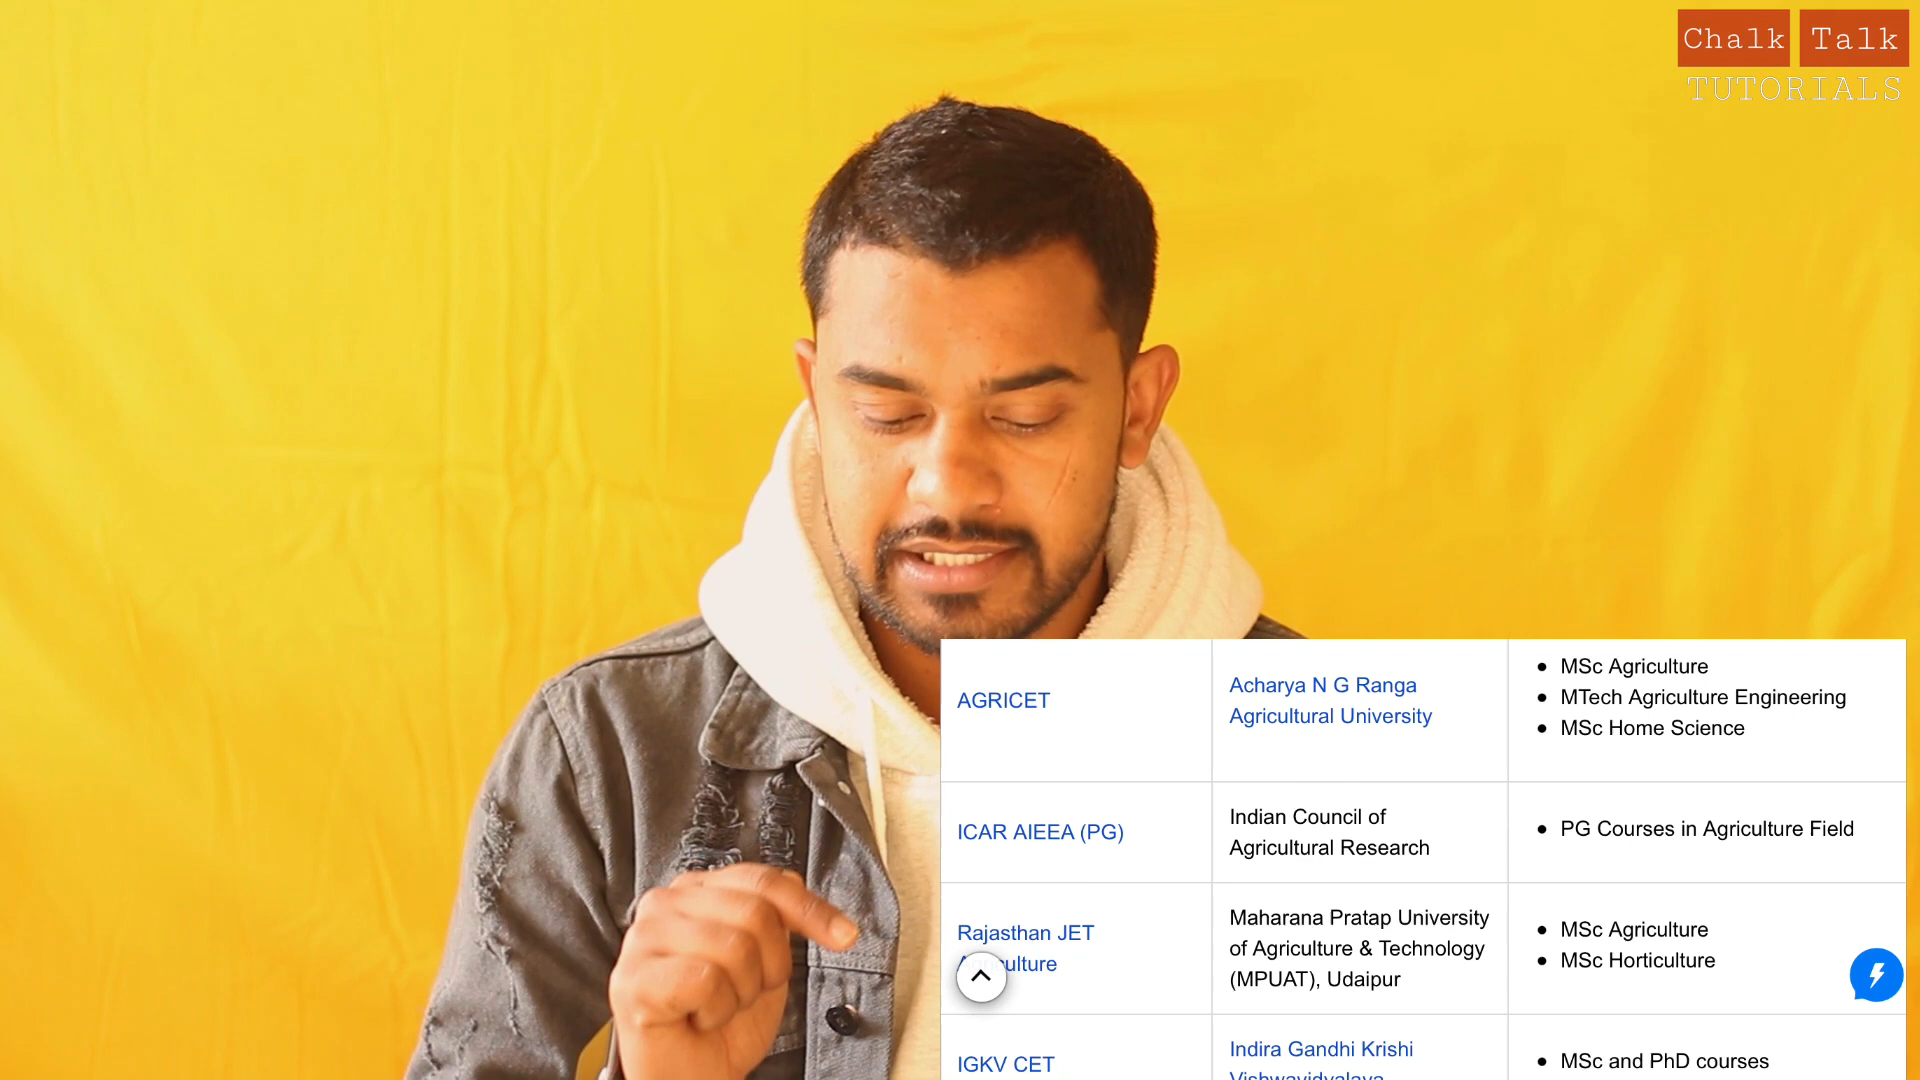 Chalk Talk
TUTORIALS
AGRICET
Acharya N G Ranga
Agricultural University
• MSc Agriculture
• MTech Agriculture Engineering
• MSc Home Science
ICAR AIEEA (PG)
Indian Council of
Agricultural Research
• PG Courses in Agriculture Field
Rajasthan JET
Maharana Pratap University
of Agriculture & Technology
(MPUAT), Udaipur
• MSc Agriculture
• MSc Horticulture
IGKV CET
Indira Gandhi Krishi
Vishwavidyalaya
• MSc and PhD courses